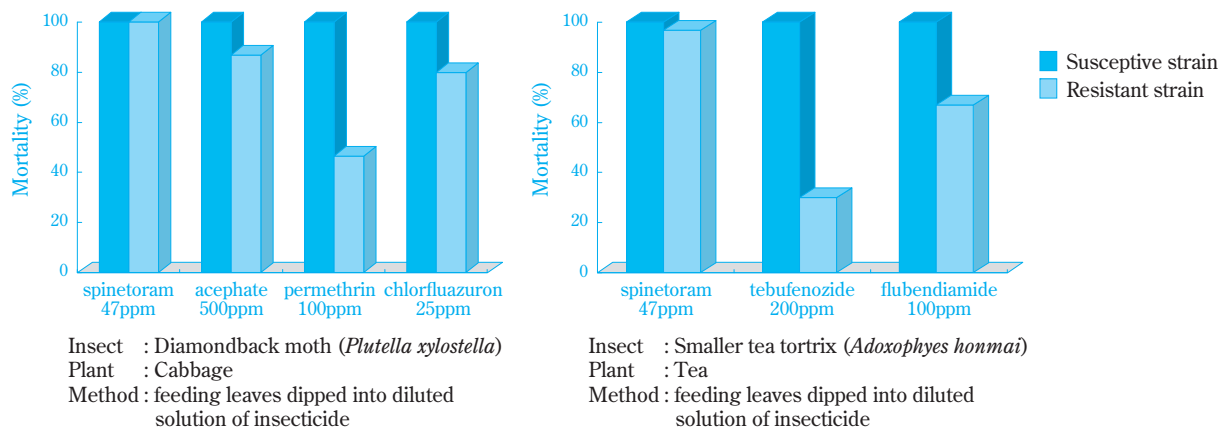 Mortality (%)
100
80
60
40
20
0
spinetoram
47ppm
acephate
500ppm
permethrin
100ppm
chlorfluazuron
25ppm
Insect : Diamondback moth (Plutella xylostella)
Plant : Cabbage
Method : feeding leaves dipped into diluted
solution of insecticide
Mortality (%)
100
80
60
40
20
0
spinetoram
47ppm
tebufenozide
200ppm
flubendiamide
100ppm
Insect : Smaller tea tortrix (Adoxophyes honmai)
Plant : Tea
Method : feeding leaves dipped into diluted
solution of insecticide
Susceptive strain
Resistant strain